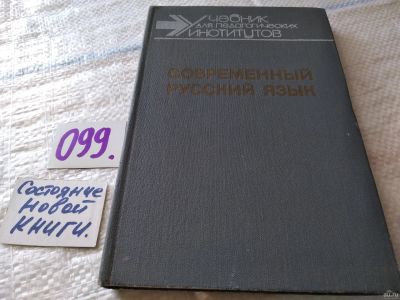 Учебник
для педагогических
институтов
СОВРЕМЕННЫЙ
РУССКИЙ ЯЗЫК
099.
Состояние
новой
книги.